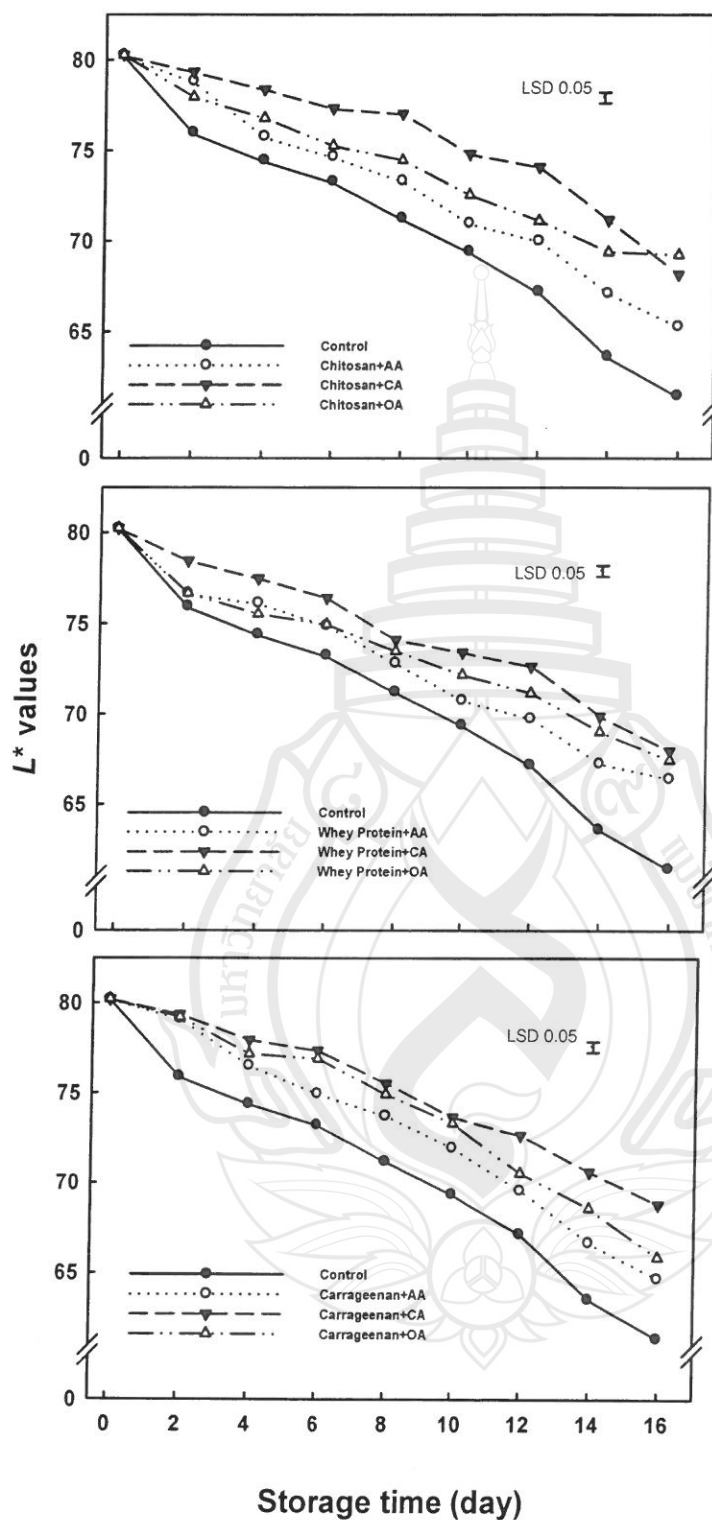 80
75
70
65
0
LSD 0.05
Control
Chitosan+AA
Chitosan+CA
Chitosan+OA
80
75
70
65
0
LSD 0.05
Control
Whey Protein+AA
Whey Protein+CA
Whey Protein+OA
L* values
80
75
70
65
0
LSD 0.05
Control
Carrageenan+AA
Carrageenan+CA
Carrageenan+OA
0 2 4 6 8 10 12 14 16
Storage time (day)